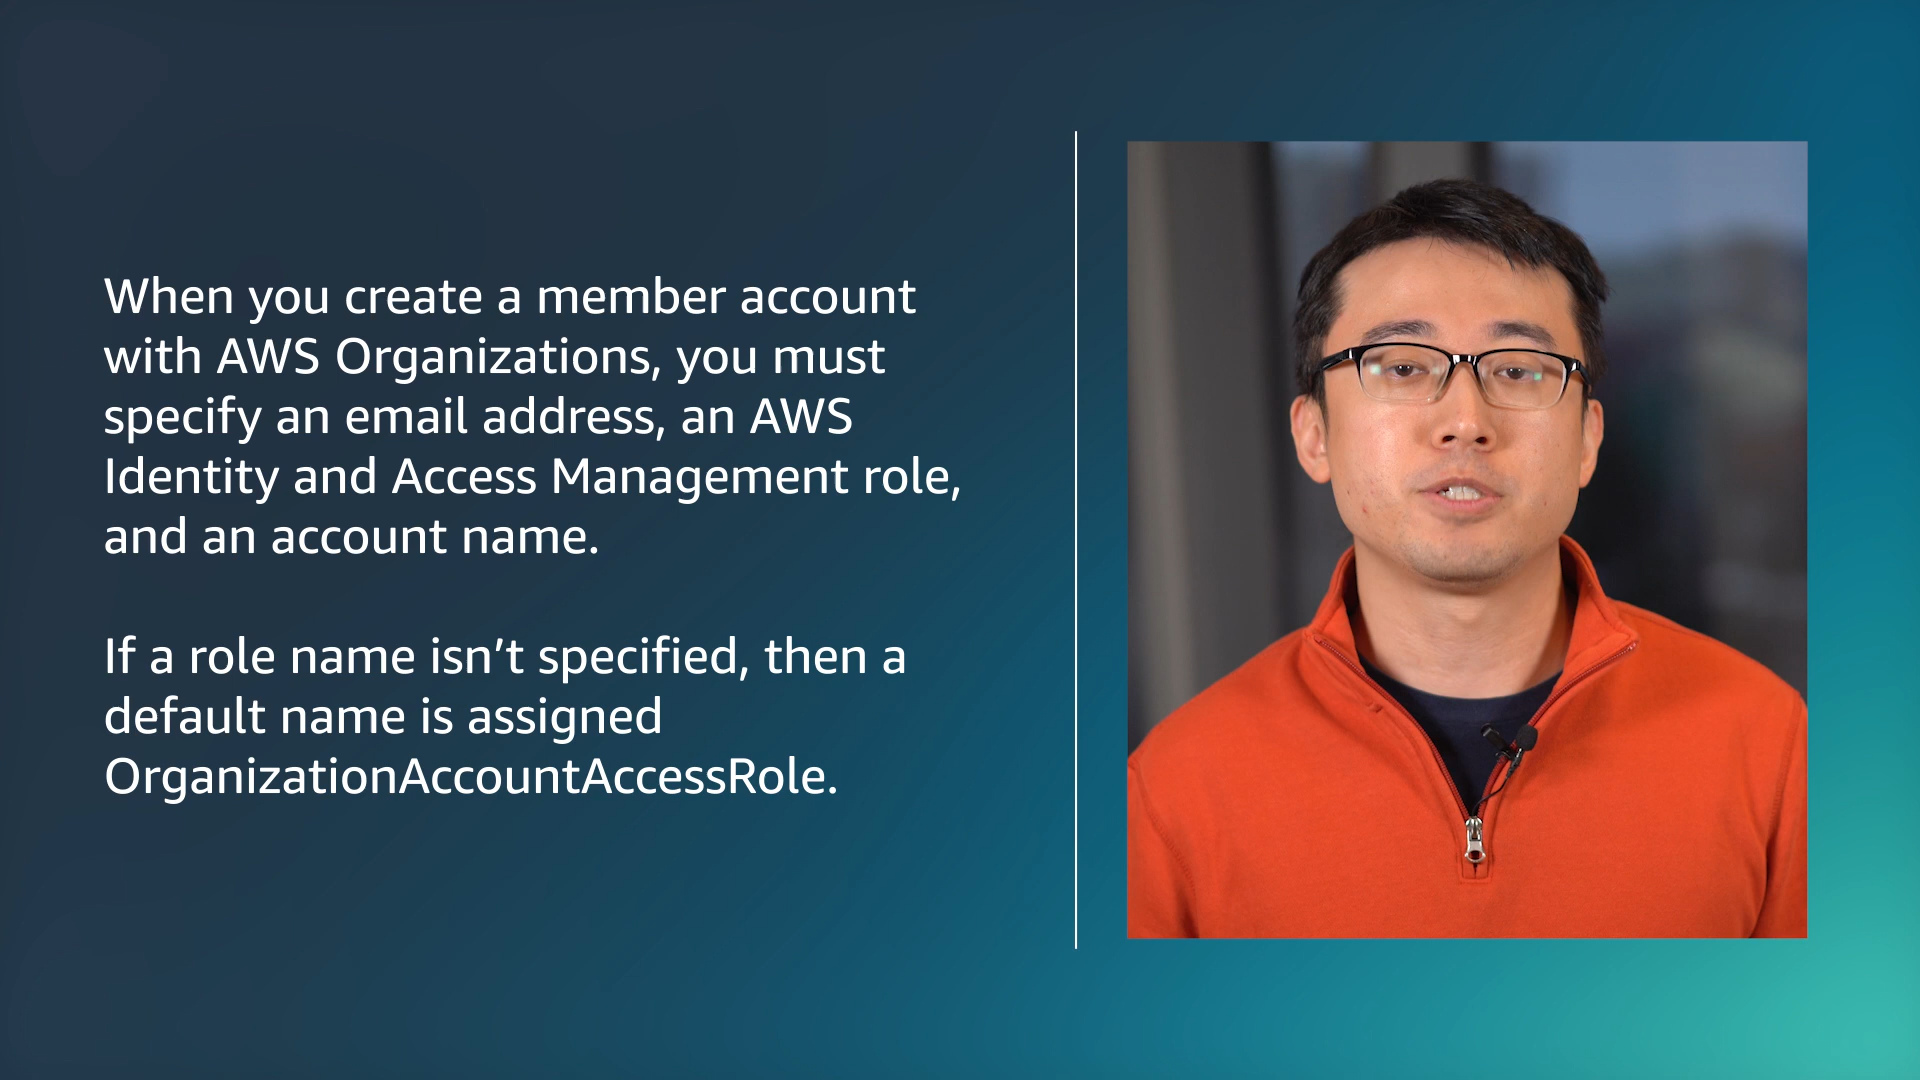 When you create a member account
with AWS Organizations, you must
specify an email address, an AWS
Identity and Access Management role,
and an account name.
If a role name isn’t specified, then a
default name is assigned
OrganizationAccountAccessRole.